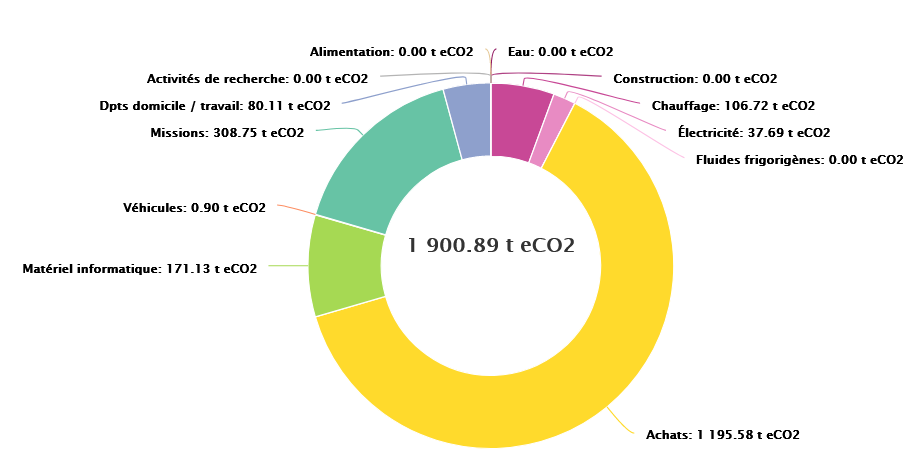 Alimentation: 0.00 t eCO2
Eau: 0.00 t eCO2
Activités de recherche: 0.00 t eCO2
Construction: 0.00 t eCO2
Dpts domicile / travail: 80.11 t eCO2
Chauffage: 106.72 t eCO2
Missions: 308.75 t eCO2
Électricité: 37.69 t eCO2
Fluides frigorigènes: 0.00 t eCO2
Véhicules: 0.90 t eCO2
1 900.89 t eCO2
Matériel informatique: 171.13 t eCO2
Achats: 1 195.58 t eCO2